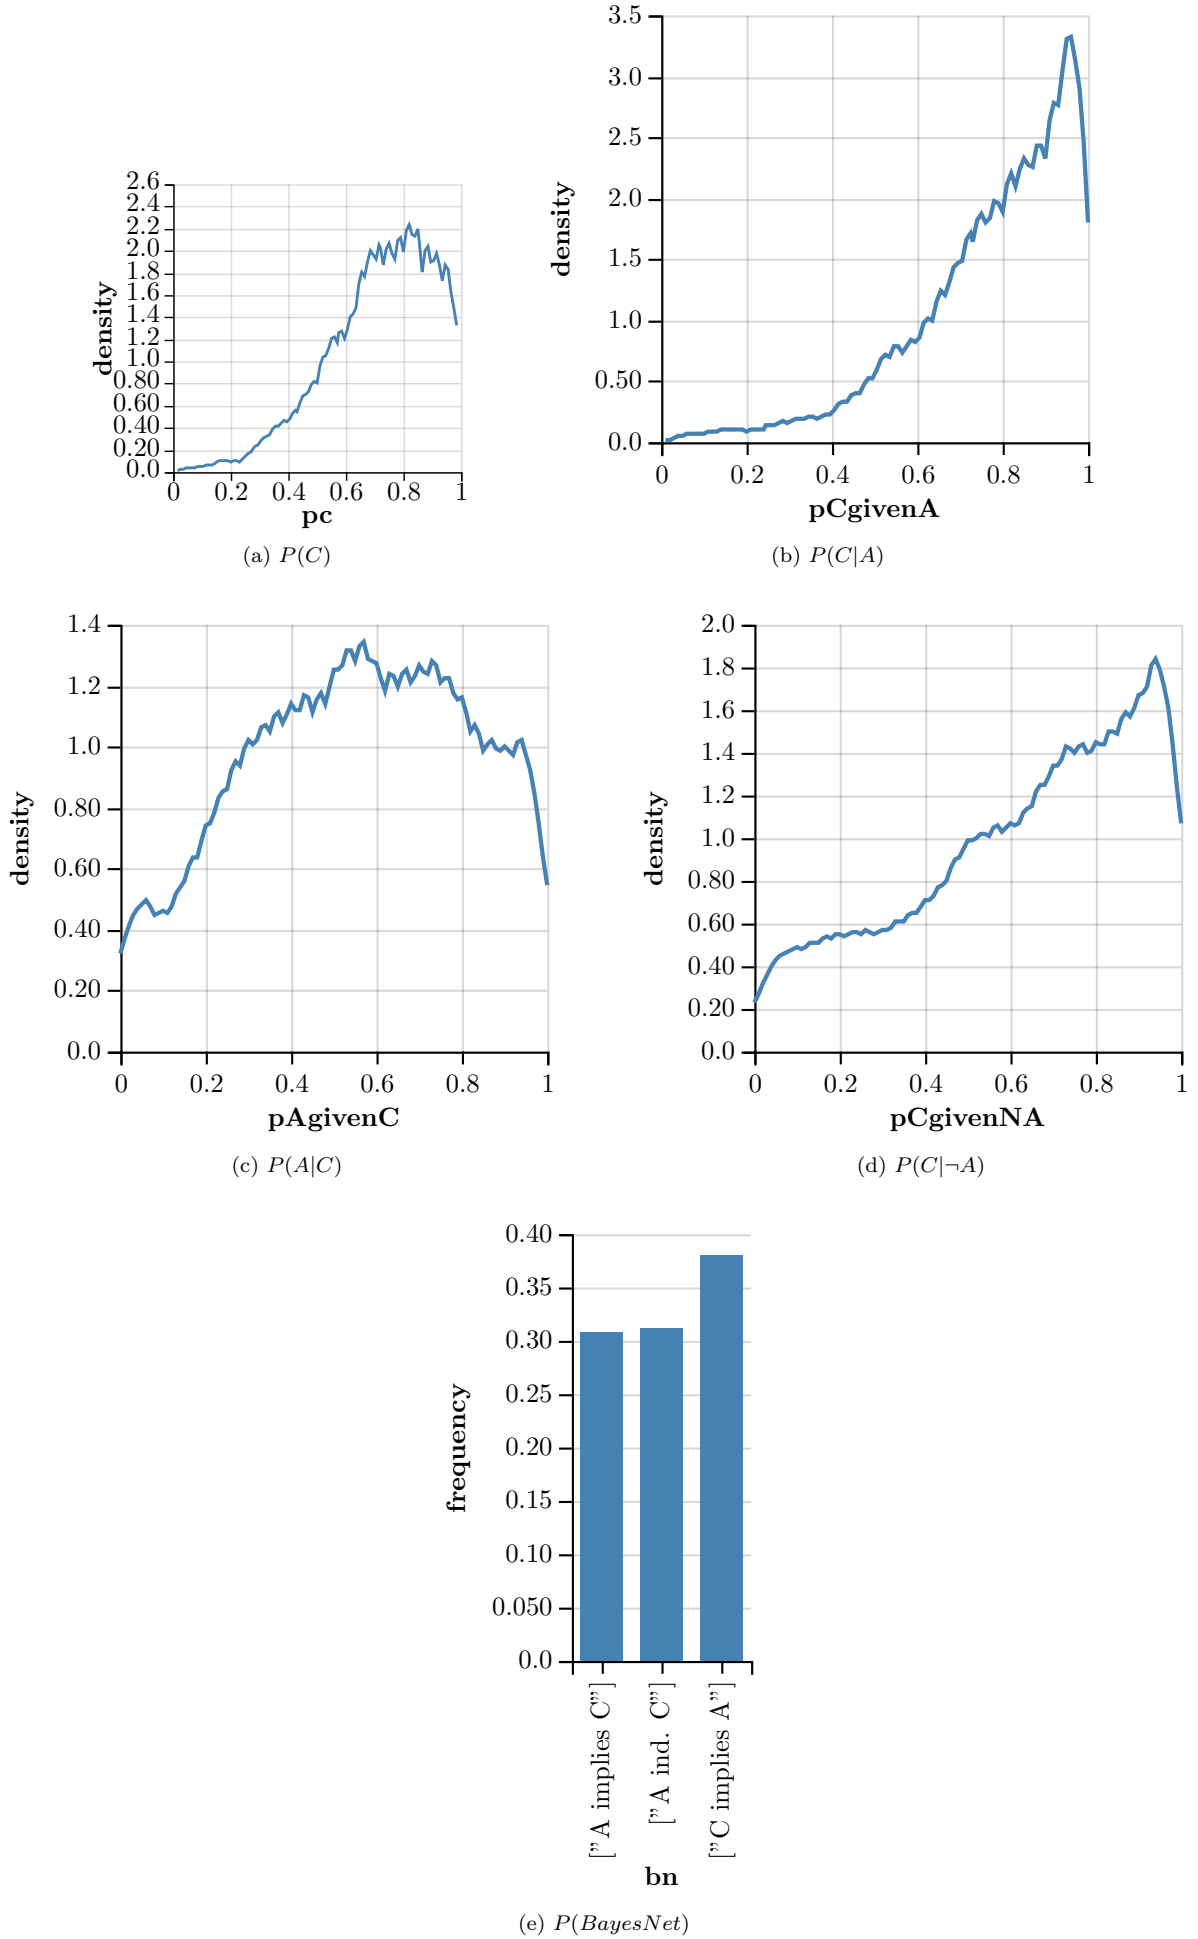 2.6
2.4
2.2
2.0
1.8
1.6
1.4
1.2
1.0
0.80
0.60
0.40
0.20
0.0
density
0 0.2 0.4 0.6 0.8 1
pc
(a) P(C)
3.5
3.0
2.5
2.0
1.5
1.0
0.50
0.0
density
0 0.2 0.4 0.6 0.8 1
pCgivenA
(b) P(C|A)
1.4
1.2
1.0
0.80
0.60
0.40
0.20
0.0
density
0 0.2 0.4 0.6 0.8 1
pAgivenC
(c) P(A|C)
2.0
1.8
1.6
1.4
1.2
1.0
0.80
0.60
0.40
0.20
0.0
density
0 0.2 0.4 0.6 0.8 1
pCgivenNA
(d) P(C|¬A)
0.40
0.35
0.30
0.25
0.20
0.15
0.10
0.050
0.0
frequency
["A implies C"]
["A ind. C"]
["C implies A"]
bn
(e) P(BayesNet)